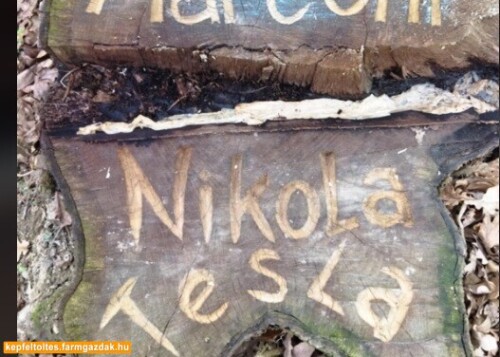 Marconi
Nikola
Tesla
kepfeltoltes.farmgazdak.hu